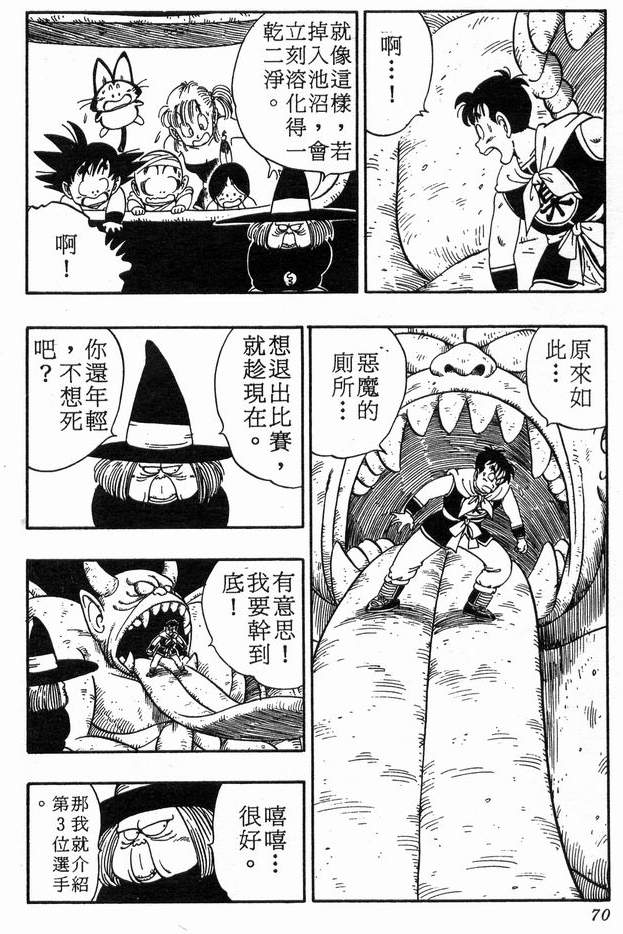 啊…！
就像這樣，若
掉入池沼，會
立刻溶化得一
乾二淨。
啊！
原來如
此…
惡魔的
廁所…
想退出比賽，
就趁現在。
你還年輕
，不想死
吧？
有意思！
我要幹到
底！
嘻嘻…
很好。
那我就介紹
第3位選手
。
70